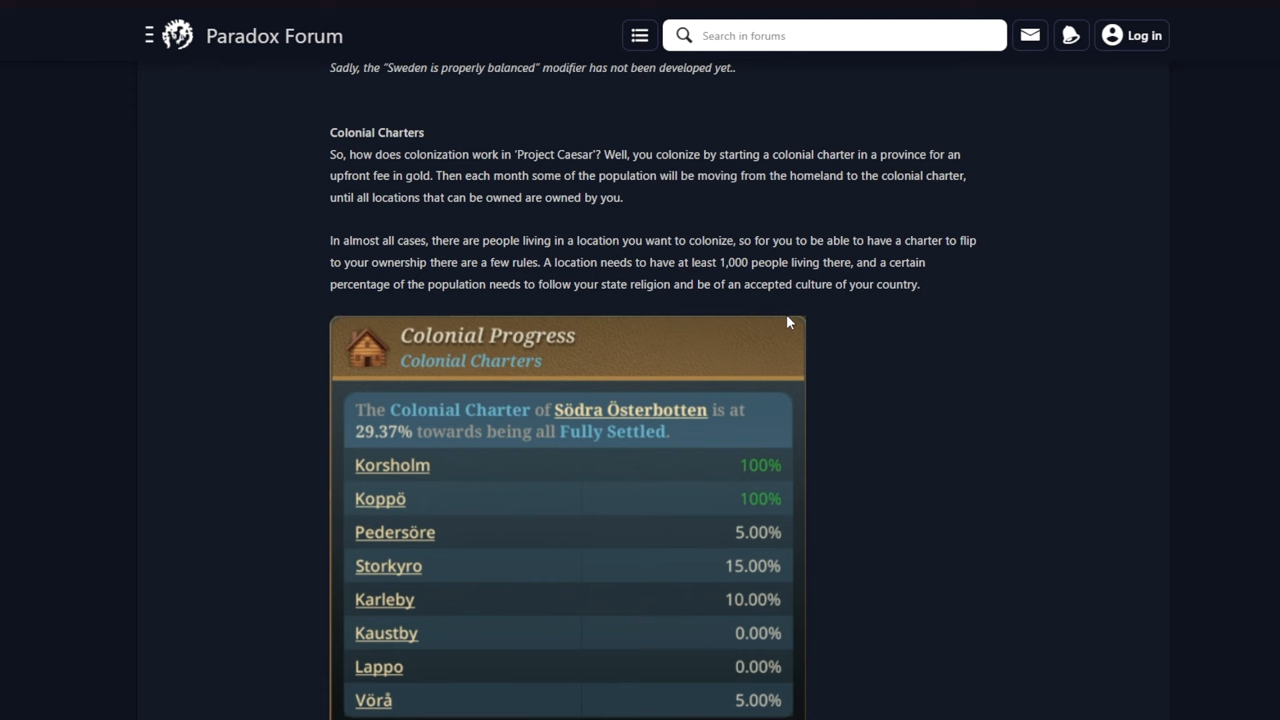 Paradox Forum
Search in forums
Log in
Sadly, the "Sweden is properly balanced" modifier has not been developed yet..
Colonial Charters
So, how does colonization work in 'Project Caesar'? Well, you colonize by starting a colonial charter in a province for an
upfront fee in gold. Then each month some of the population will be moving from the homeland to the colonial charter,
until all locations that can be owned are owned by you.
In almost all cases, there are people living in a location you want to colonize, so for you to be able to have a charter to flip
to your ownership there are a few rules. A location needs to have at least 1,000 people living there, and a certain
percentage of the population needs to follow your state religion and be of an accepted culture of your country.
Colonial Progress
Colonial Charters
The Colonial Charter of Södra Österbotten is at
29.37% towards being all Fully Settled.
Korsholm 100%
Koppö 100%
Pedersöre 5.00%
Storkyro 15.00%
Karleby 10.00%
Kaustby 0.00%
Lappo 0.00%
Vörå 5.00%